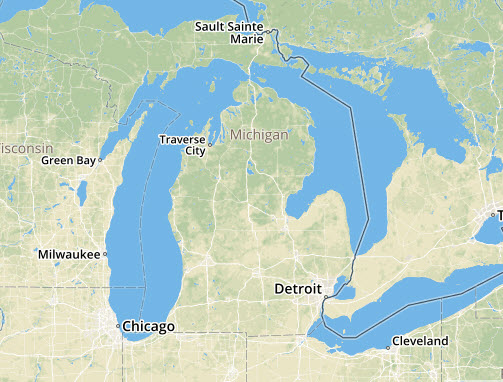 Sault Sainte
Marie
Michigan
Traverse
City
isconsin
Green Bay
T
Milwaukee
Detroit
Chicago
Cleveland